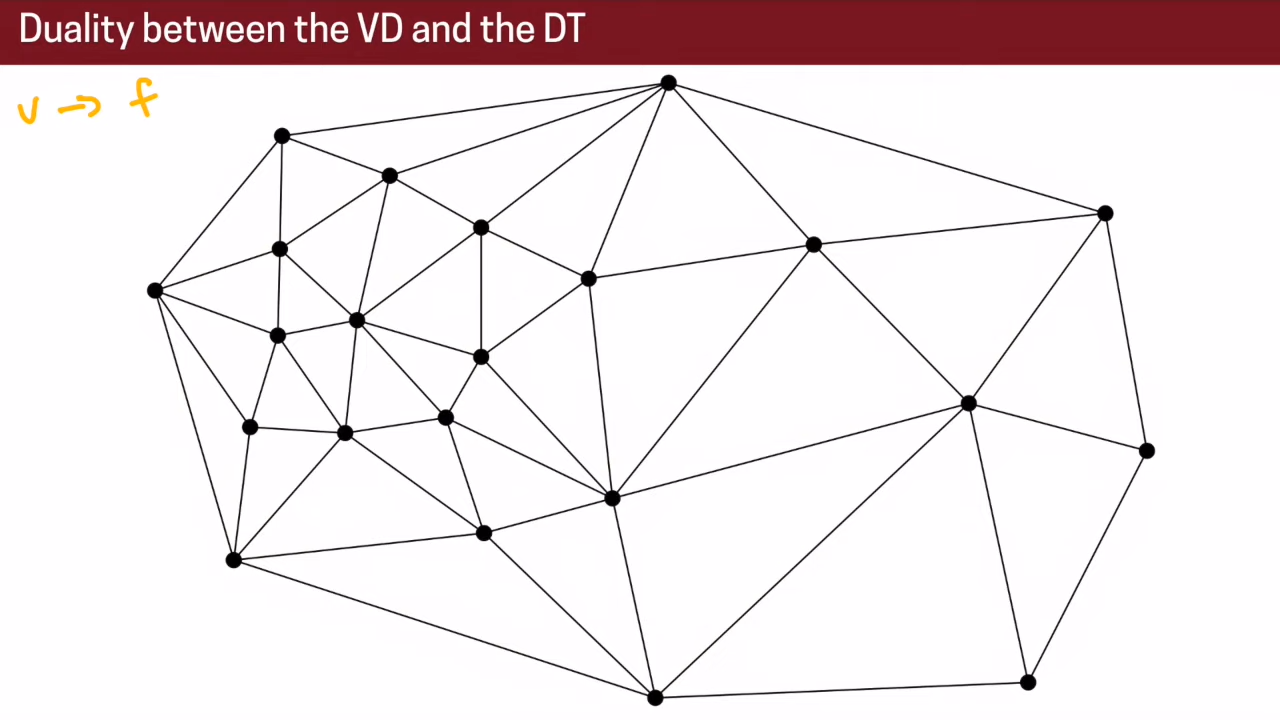 Duality between the VD and the DT
v → f